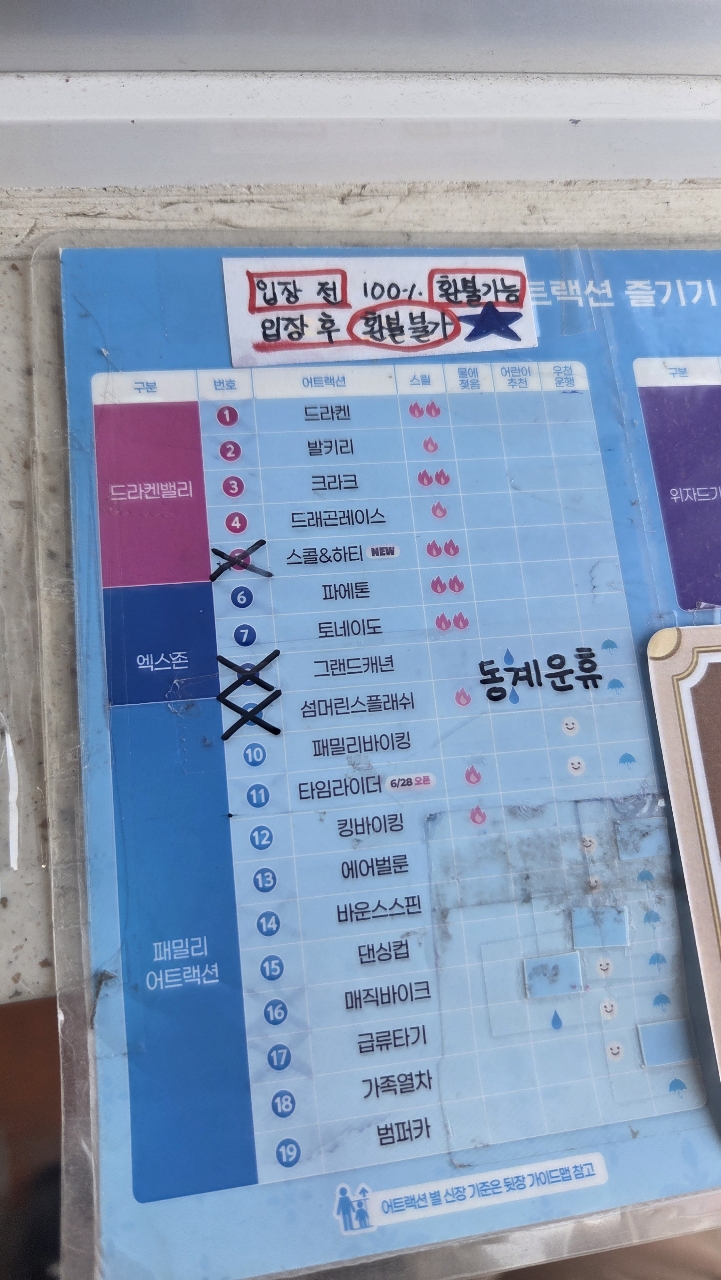 입장 전 100% 환불가능
입장 후 환불불가
트랙션 즐기기
구분 번호 어트랙션 스릴 물에 젖음 어린이 추천 우천 운행
드라켄밸리
1 드라켄
2 발키리
3 크라크
4 드래곤레이스
스콜&하티 NEW
엑스존
6 파에톤
7 토네이도
그랜드캐년
동계운휴
패밀리 어트랙션
섬머린스플래쉬
10 패밀리바이킹
11 타임라이더 6/28 오픈
12 킹바이킹
13 에어벌룬
14 바운스스핀
15 댄싱컵
16 매직바이크
17 급류타기
18 가족열차
19 범퍼카
어트랙션 별 신장 기준은 뒷장 가이드맵 참고
구분
위자드가